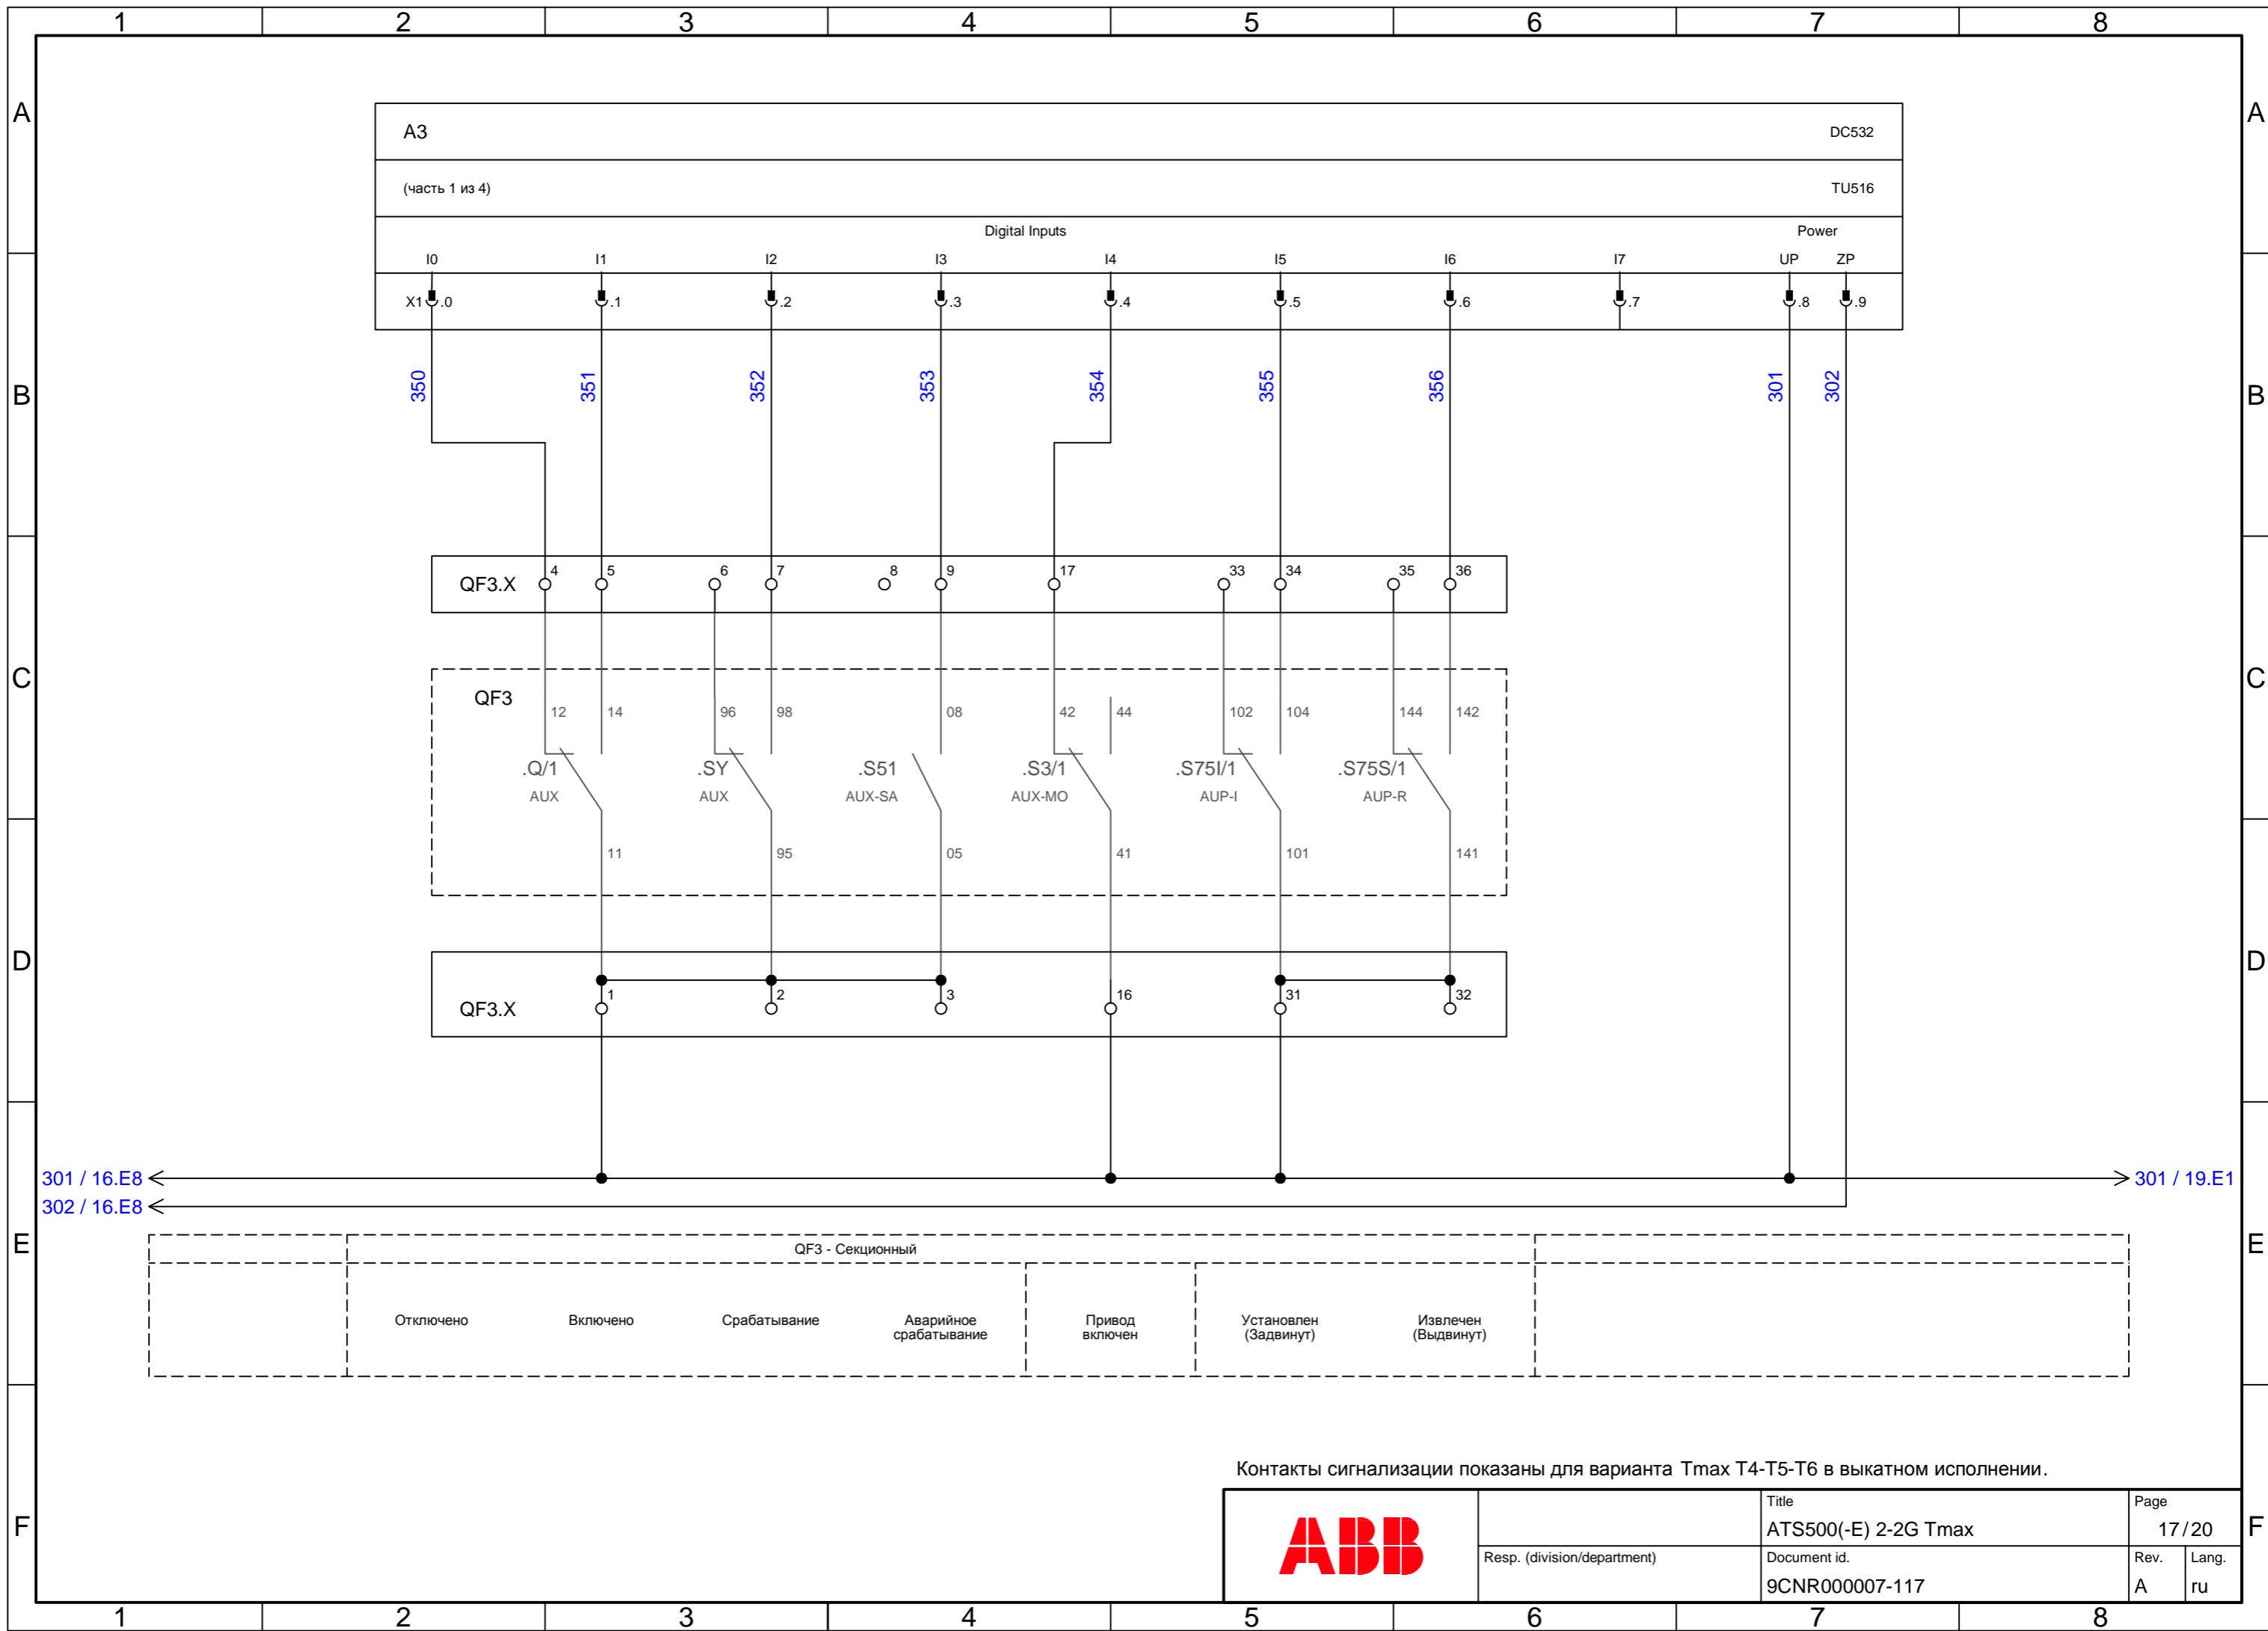 1 2 3 4 5 6 7 8
A A
A3 DC532
(часть 1 из 4) TU516
Digital Inputs Power
I0 I1 I2 I3 I4 I5 I6 I7 UP ZP
X1 .0 .1 .2 .3 .4 .5 .6 .7 .8 .9
350 351 352 353 354 355 356 301 302
B B
QF3.X 4 5 6 7 8 9 17 33 34 35 36
C C
QF3
12 14 96 98 08 42 44 102 104 144 142
.Q/1 .SY .S51 .S3/1 .S75I/1 .S75S/1
AUX AUX AUX-SA AUX-MO AUP-I AUP-R
11 95 05 41 101 141
D D
QF3.X 1 2 3 16 31 32
301 / 16.E8 301 / 19.E1
302 / 16.E8
E E
QF3 - Секционный
Отключено Включено Срабатывание Аварийное срабатывание Привод включен Установлен (Задвинут) Извлечен (Выдвинут)
Контакты сигнализации показаны для варианта Tmax T4-T5-T6 в выкатном исполнении.
F F
ABB
Title Page
ATS500(-E) 2-2G Tmax 17/20
Resp. (division/department) Document id. Rev. Lang.
9CNR000007-117 A ru
1 2 3 4 5 6 7 8